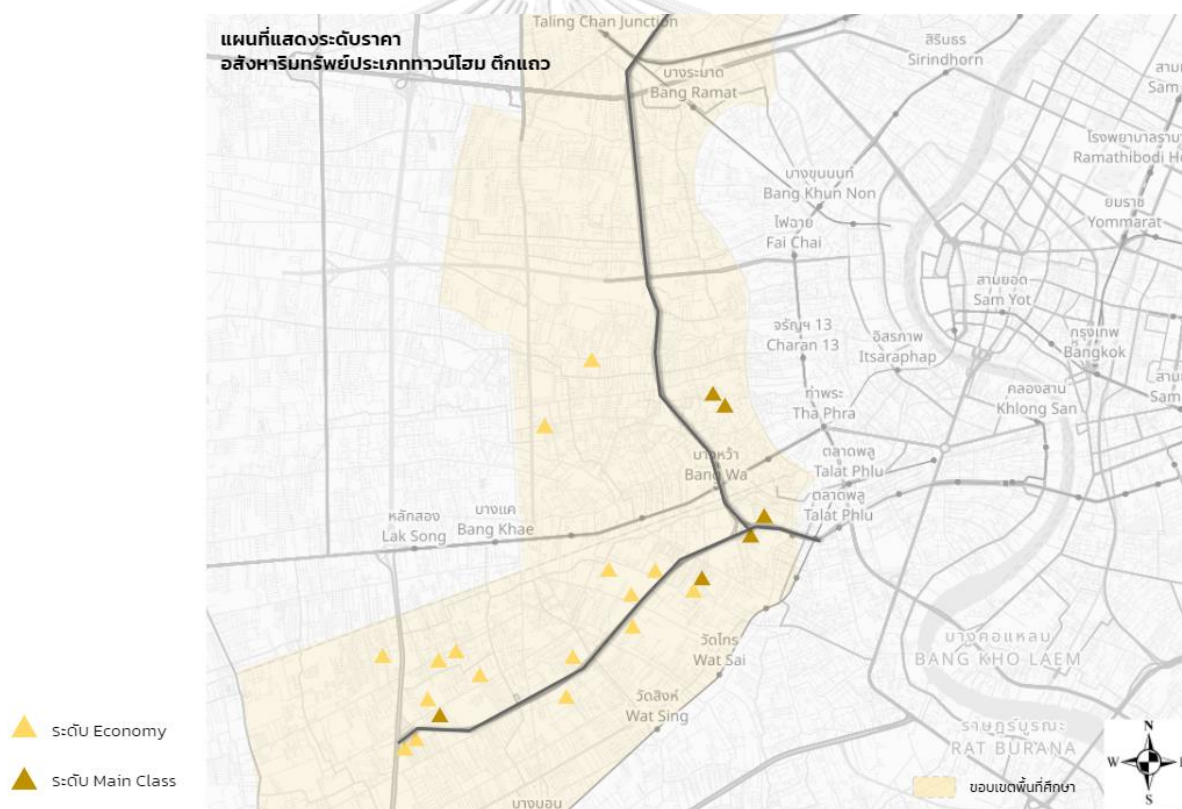 แผนที่แสดงระดับราคา
อสังหาริมทรัพย์ประเภททาวน์โฮม ตึกแถว
Taling Chan Junction
บางระมาด
Bang Ramat
สิรินธร
Sirindhorn
สาม
Sam
โรงพยาบาลรามา
Ramathibodi Ho
บางขุนนนท์
Bang Khun Non
ยมราช
Yommarat
ไฟฉาย
Fai Chai
สามยอด
Sam Yot
จรัญฯ 13
Charan 13
อิสรภาพ
Itsaraphap
กรุงเทพ
Bangkok
ท่าพระ
Tha Phra
คลองสาน
Khlong San
สาม
Sam
บางหว้า
Bang Wa
ตลาดพลู
Talat Phlu
ตลาดพลู
Talat Phlu
บางแค
Bang Khae
หลักสอง
Lak Song
วัดไทร
Wat Sai
บางคอแหลม
BANG KHO LAEM
วัดสิงห์
Wat Sing
ราษฎร์บูรณะ
RAT BURANA
บางบอน
ระดับ Economy
ระดับ Main Class
ขอบเขตพื้นที่ศึกษา
N
W
E
S